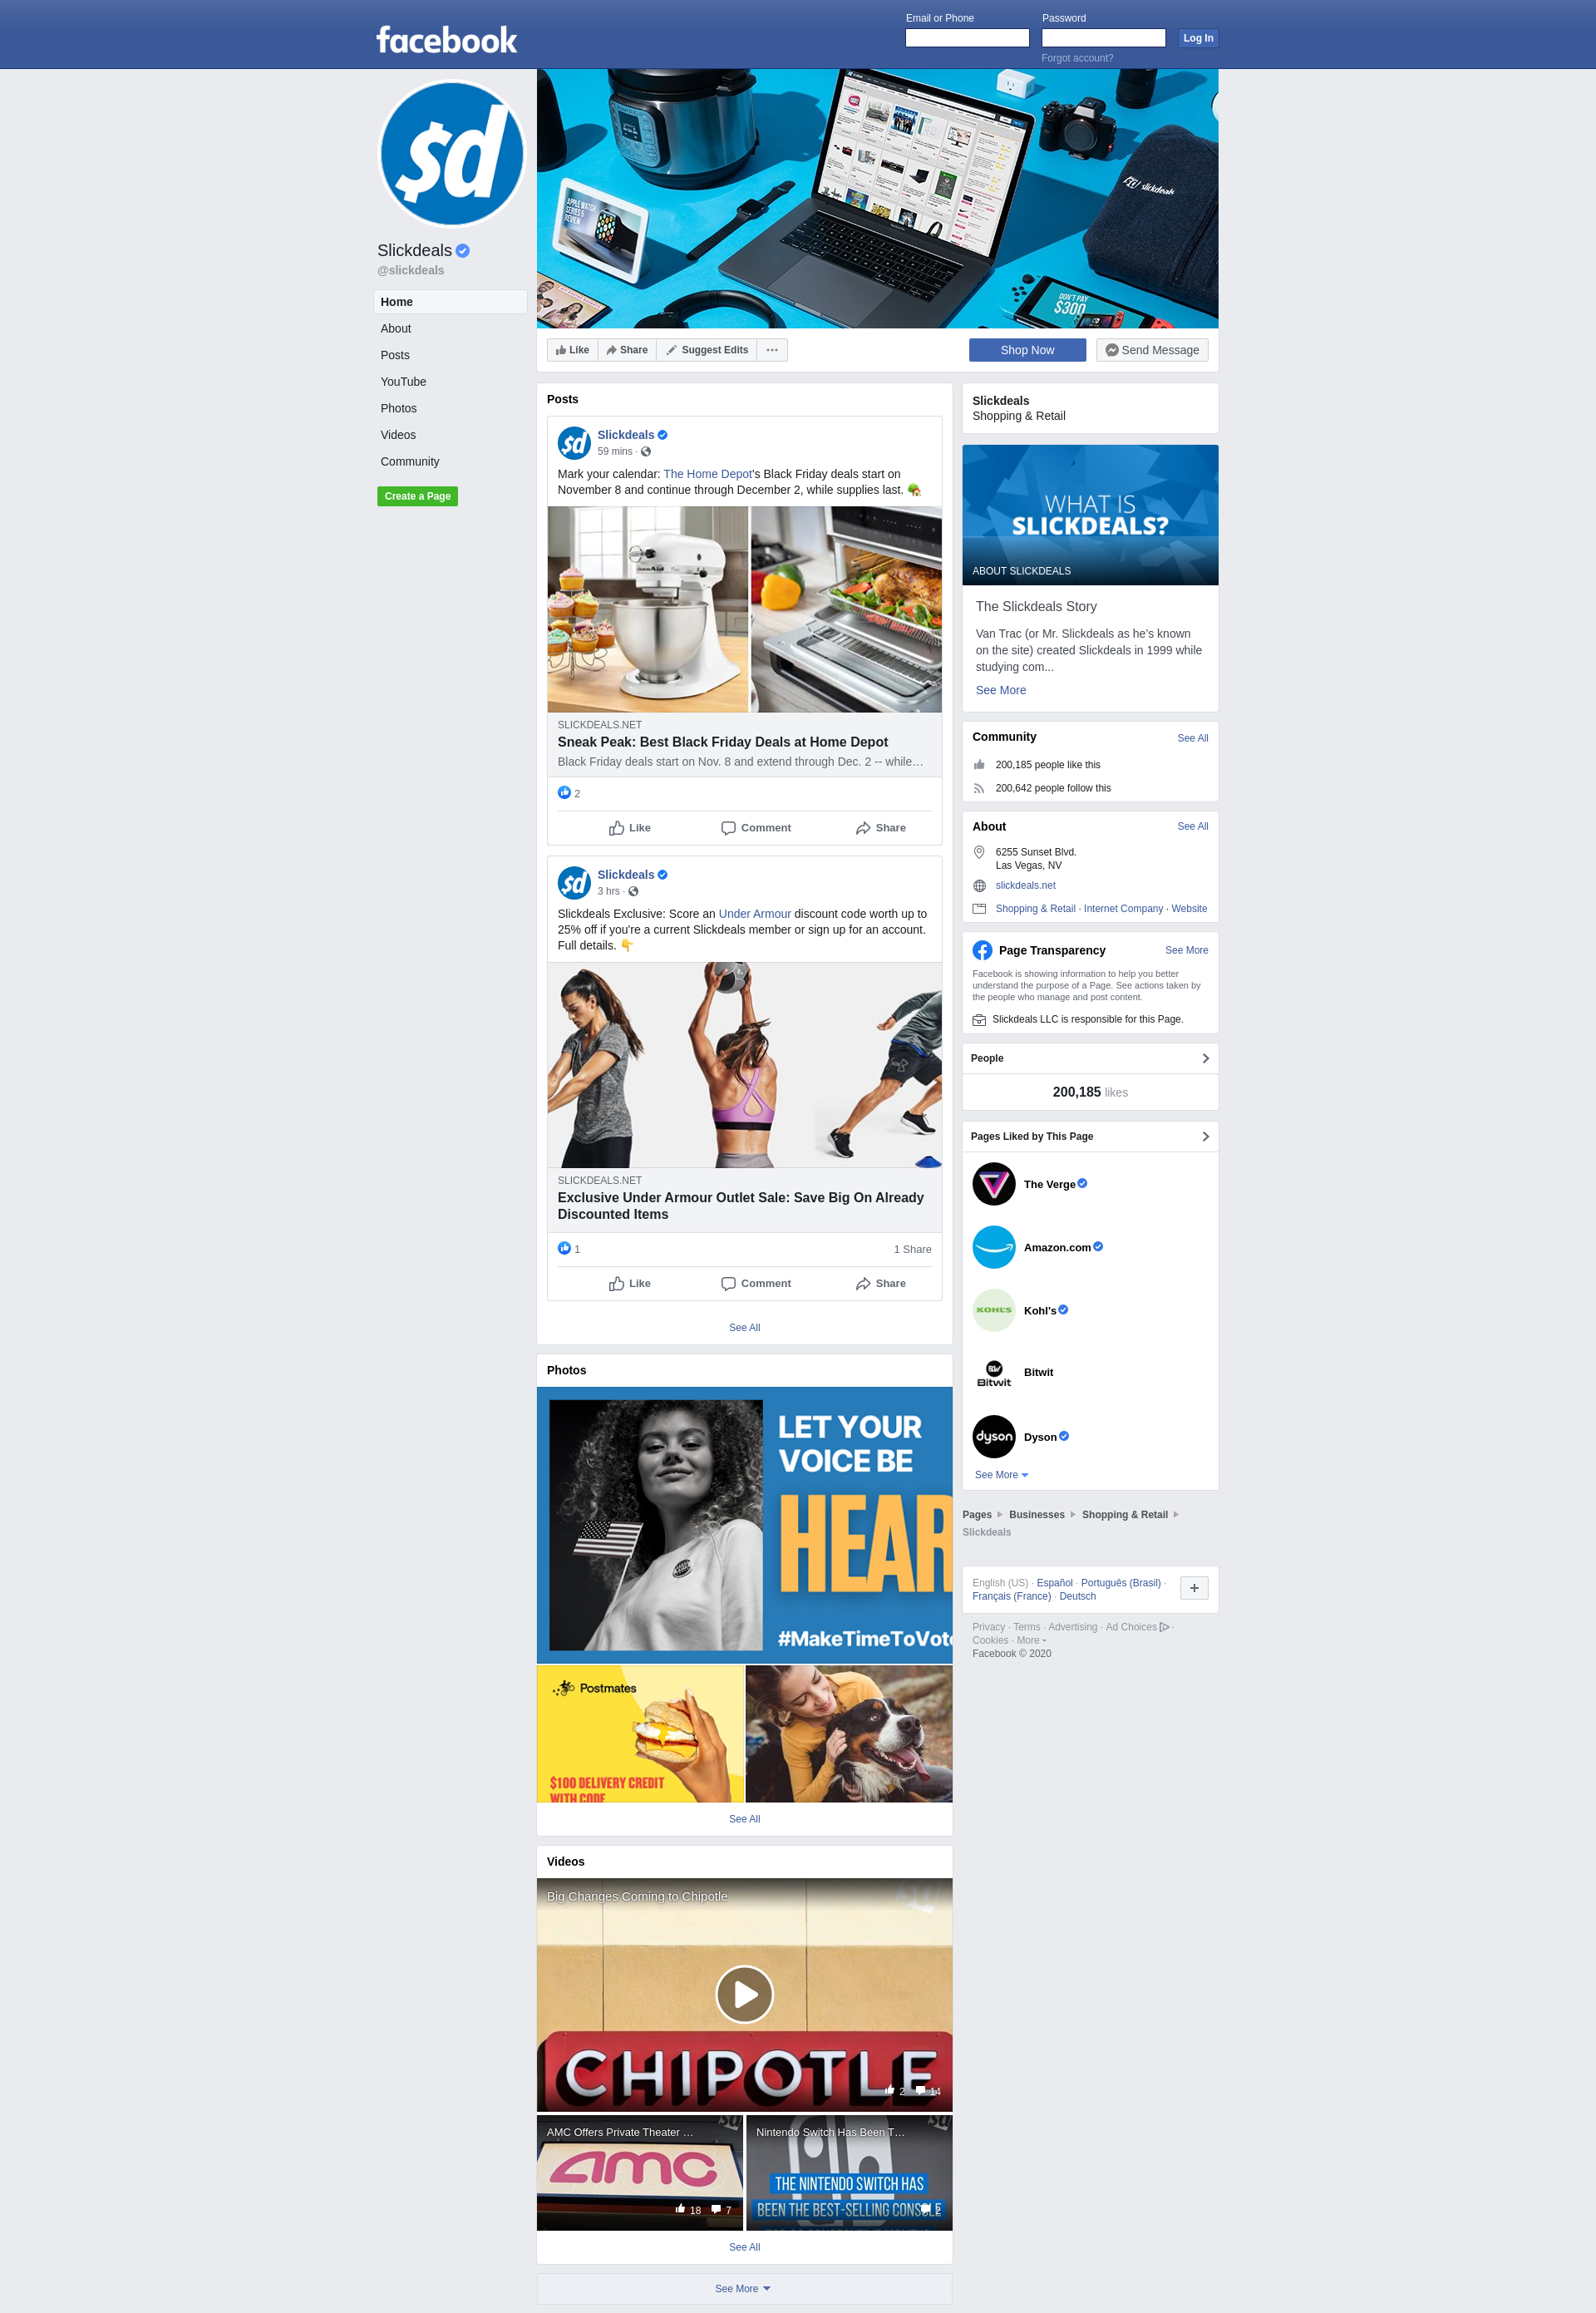 facebook
Email or Phone
Password
Log In
Forgot account?
$d
Slickdeals
@slickdeals
Home
About
Posts
YouTube
Photos
Videos
Community
Create a Page
APPLE WATCH
SERIES 5
REVIEW
slickdeals
DON'T PAY
$300
Like
Share
Suggest Edits
Shop Now
Send Message
Posts
$d
Slickdeals
59 mins ·
Mark your calendar: The Home Depot's Black Friday deals start on
November 8 and continue through December 2, while supplies last.
SLICKDEALS.NET
Sneak Peak: Best Black Friday Deals at Home Depot
Black Friday deals start on Nov. 8 and extend through Dec. 2 -- while…
2
Like
Comment
Share
$d
Slickdeals
3 hrs ·
Slickdeals Exclusive: Score an Under Armour discount code worth up to
25% off if you're a current Slickdeals member or sign up for an account.
Full details.
SLICKDEALS.NET
Exclusive Under Armour Outlet Sale: Save Big On Already
Discounted Items
1
1 Share
Like
Comment
Share
See All
Photos
LET YOUR
VOICE BE
HEAR
#MakeTimeToVote
Postmates
$100 DELIVERY CREDIT
WITH CODE
See All
Videos
Big Changes Coming to Chipotle
CHIPOTLE
2
14
AMC Offers Private Theater …
amc
18
7
Nintendo Switch Has Been T…
THE NINTENDO SWITCH HAS
BEEN THE BEST-SELLING CONSOLE
2
See All
See More
Slickdeals
Shopping & Retail
WHAT IS
SLICKDEALS?
ABOUT SLICKDEALS
The Slickdeals Story
Van Trac (or Mr. Slickdeals as he's known
on the site) created Slickdeals in 1999 while
studying com...
See More
Community
See All
200,185 people like this
200,642 people follow this
About
See All
6255 Sunset Blvd.
Las Vegas, NV
slickdeals.net
Shopping & Retail · Internet Company · Website
Page Transparency
See More
Facebook is showing information to help you better
understand the purpose of a Page. See actions taken by
the people who manage and post content.
Slickdeals LLC is responsible for this Page.
People
200,185 likes
Pages Liked by This Page
The Verge
Amazon.com
KOHL'S
Kohl's
BW
Bitwit
Bitwit
dyson
Dyson
See More
Pages
Businesses
Shopping & Retail
Slickdeals
English (US) · Español · Português (Brasil) ·
Français (France) · Deutsch
Privacy · Terms · Advertising · Ad Choices ·
Cookies · More
Facebook © 2020